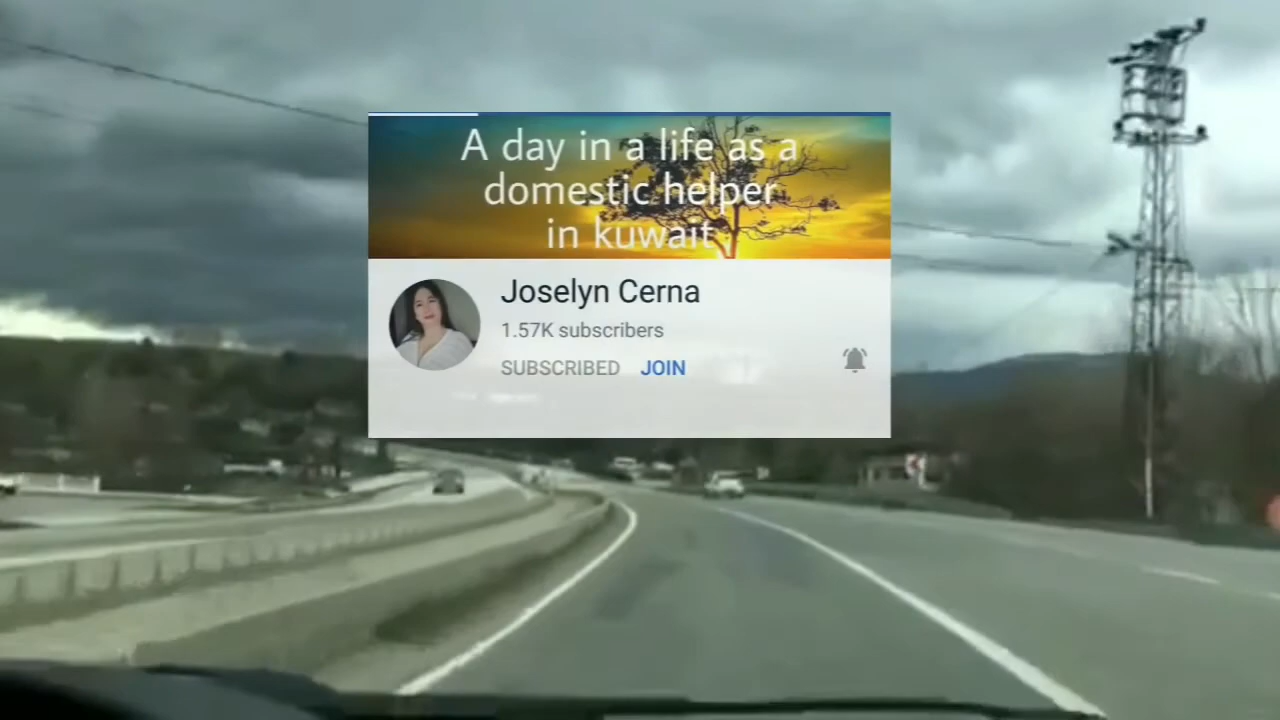 A day in a life as a
domestic helper
in kuwait
Joselyn Cerna
1.57K subscribers
SUBSCRIBED JOIN